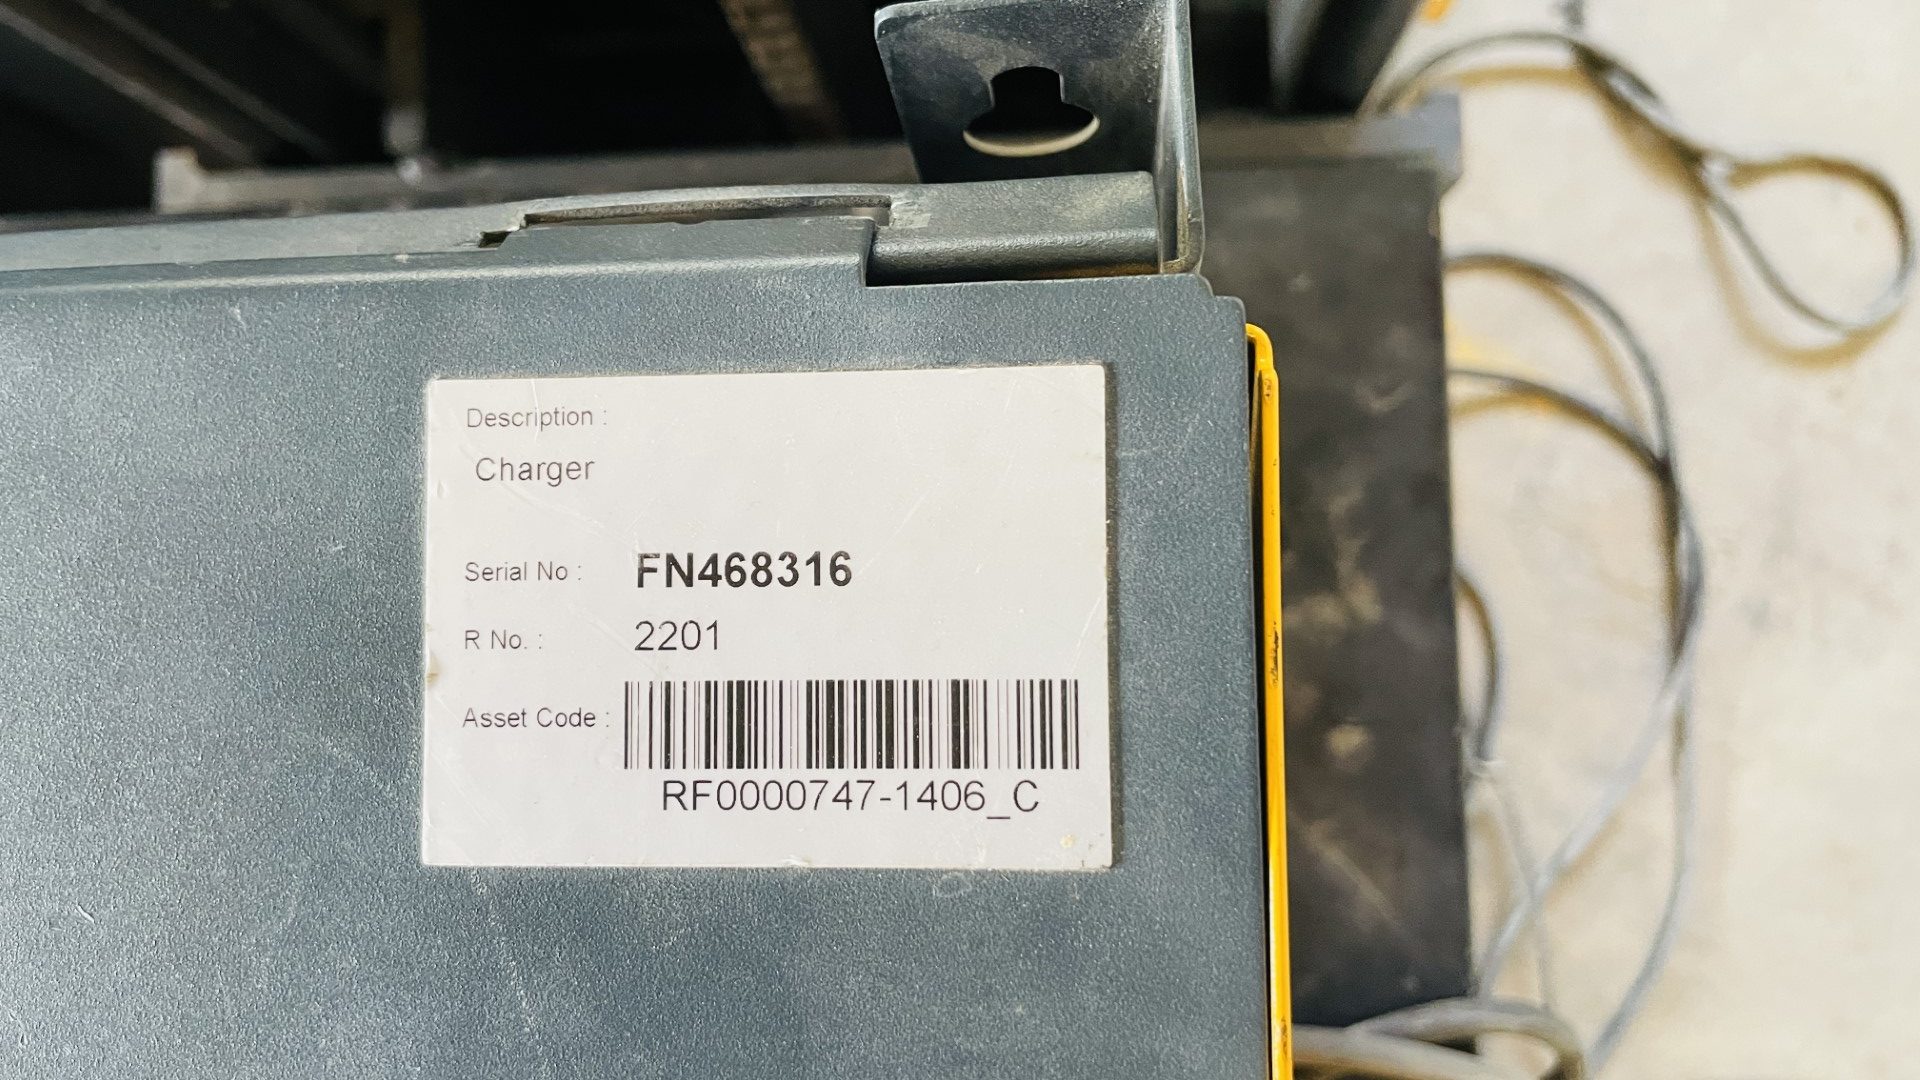 Description :
Charger
Serial No : FN468316
R No. : 2201
Asset Code :
RF0000747-1406_C